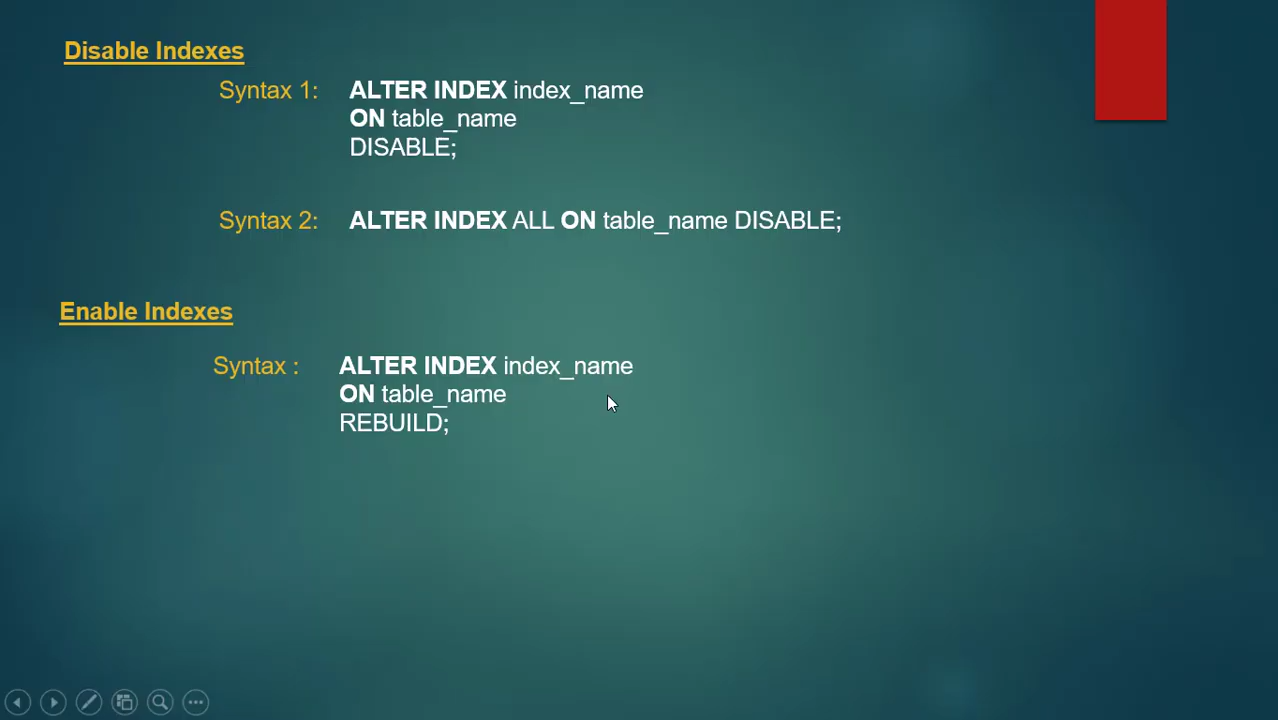 Disable Indexes
Syntax 1: ALTER INDEX index_name
ON table_name
DISABLE;
Syntax 2: ALTER INDEX ALL ON table_name DISABLE;
Enable Indexes
Syntax : ALTER INDEX index_name
ON table_name
REBUILD;